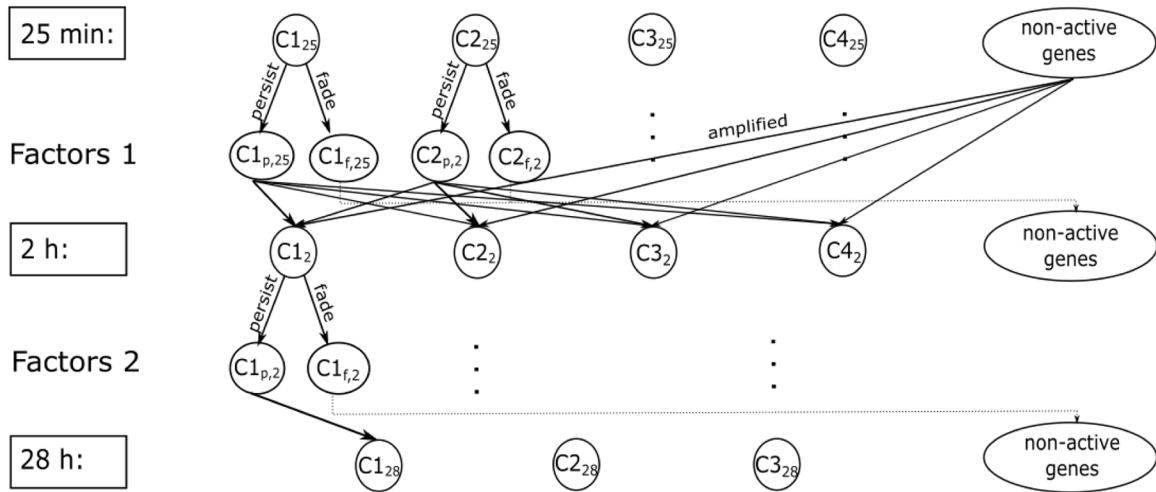 25 min:
C1₂₅
C2₂₅
C3₂₅
C4₂₅
non-active
genes
persist
fade
persist
fade
amplified
Factors 1
C1p,25
C1f,25
C2p,2
C2f,2
2 h:
C1₂
C2₂
C3₂
C4₂
non-active
genes
persist
fade
Factors 2
C1p,2
C1f,2
28 h:
C1₂₈
C2₂₈
C3₂₈
non-active
genes